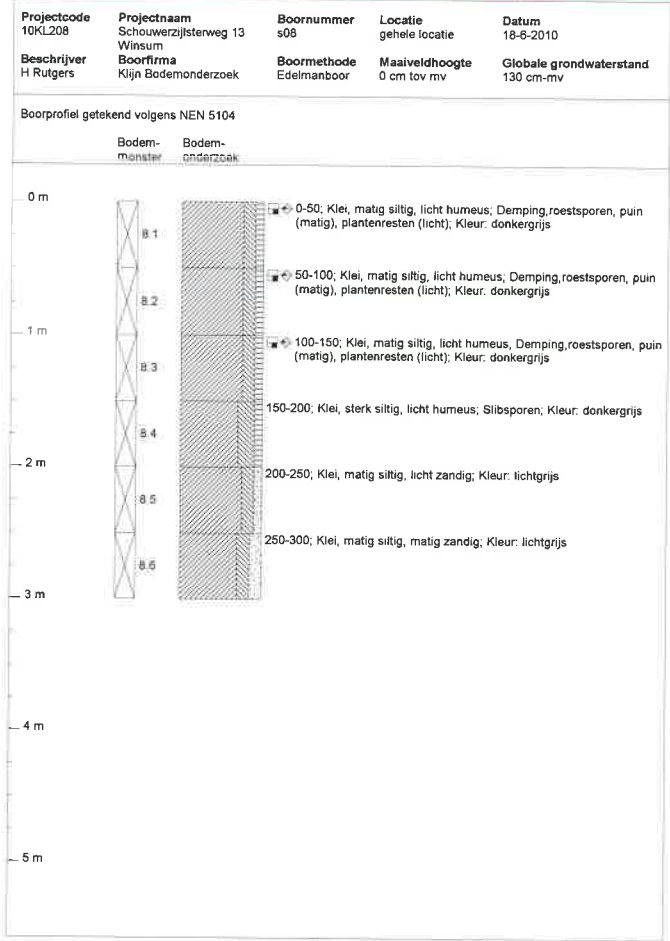 Projectcode Projectnaam Boornummer Locatie Datum
10KL208 Schouwerzijlsterweg 13 s08 gehele locatie 18-6-2010
Winsum
Beschrijver Boorfirma Boormethode Maaiveldhoogte Globale grondwaterstand
H Rutgers Klijn Bodemonderzoek Edelmanboor 0 cm tov mv 130 cm-mv
Boorprofiel getekend volgens NEN 5104
Bodem- Bodem-
monster onderzoek
0 m
0-50; Klei, matig siltig, licht humeus; Demping,roestsporen, puin
(matig), plantenresten (licht); Kleur: donkergrijs
8.1
50-100; Klei, matig siltig, licht humeus; Demping,roestsporen, puin
(matig), plantenresten (licht); Kleur: donkergrijs
8.2
1 m
100-150; Klei, matig siltig, licht humeus, Demping,roestsporen, puin
(matig), plantenresten (licht); Kleur: donkergrijs
8.3
150-200; Klei, sterk siltig, licht humeus; Slibsporen; Kleur: donkergrijs
8.4
2 m
200-250; Klei, matig siltig, licht zandig; Kleur: lichtgrijs
8.5
250-300; Klei, matig siltig, matig zandig; Kleur: lichtgrijs
8.6
3 m
4 m
5 m